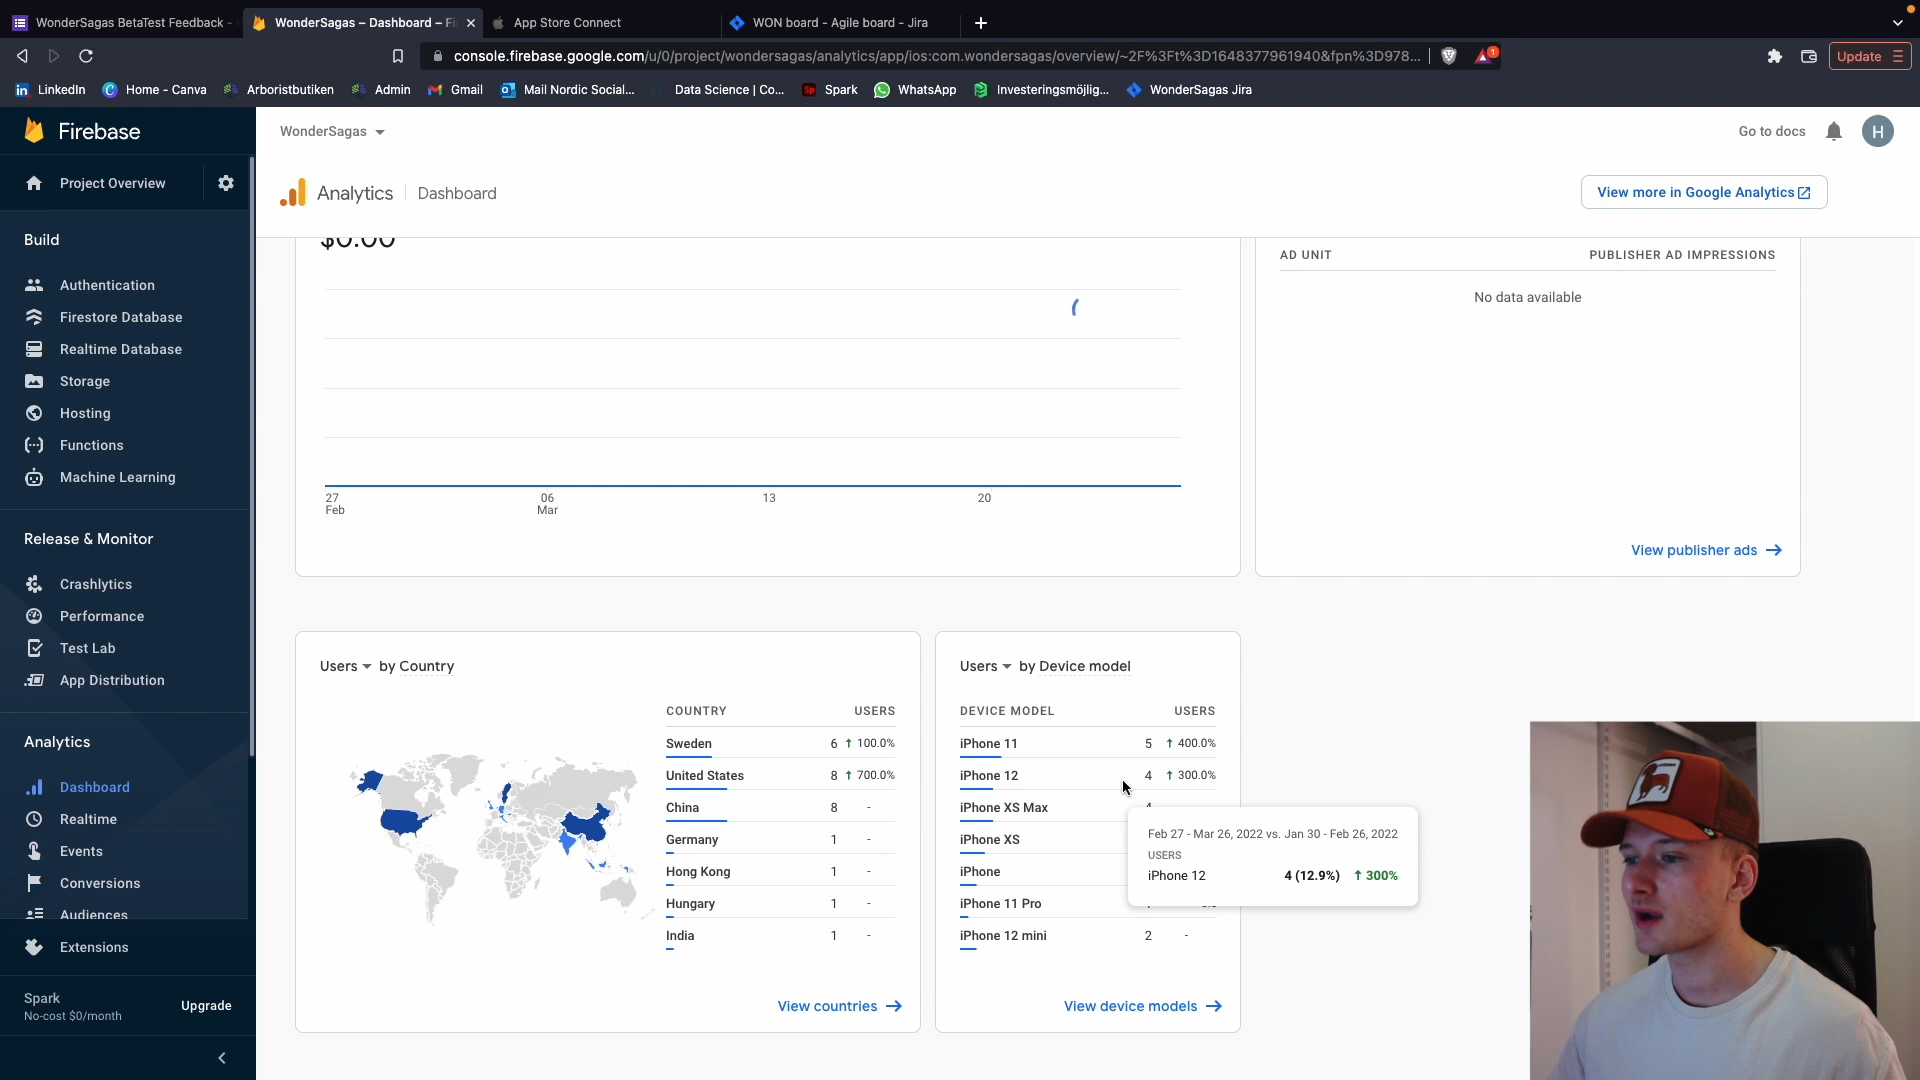 WonderSagas BetaTest Feedback -
WonderSagas – Dashboard – Fi
App Store Connect
WON board - Agile board - Jira
console.firebase.google.com/u/0/project/wondersagas/analytics/app/ios:com.wondersagas/overview/~2F%3Ft%3D1648377961940&fpn%3D978...
1
Update
LinkedIn
Home - Canva
Arboristbutiken
Admin
Gmail
Mail Nordic Social...
Data Science | Co...
Sp
Spark
WhatsApp
Investeringsmöjlig...
WonderSagas Jira
Firebase
WonderSagas
Go to docs
H
Project Overview
Analytics
Dashboard
View more in Google Analytics
Build
Authentication
Firestore Database
Realtime Database
Storage
Hosting
Functions
Machine Learning
Release & Monitor
Crashlytics
Performance
Test Lab
App Distribution
Analytics
Dashboard
Realtime
Events
Conversions
Audiences
Extensions
Spark
No-cost $0/month
Upgrade
$0.00
27
Feb
06
Mar
13
20
AD UNIT PUBLISHER AD IMPRESSIONS
No data available
View publisher ads
Users by Country
COUNTRY USERS
Sweden 6 100.0%
United States 8 700.0%
China 8 -
Germany 1 -
Hong Kong 1 -
Hungary 1 -
India 1 -
View countries
Users by Device model
DEVICE MODEL USERS
iPhone 11 5 400.0%
iPhone 12 4 300.0%
iPhone XS Max
iPhone XS
iPhone
iPhone 11 Pro
iPhone 12 mini 2 -
View device models
Feb 27 - Mar 26, 2022 vs. Jan 30 - Feb 26, 2022
USERS
iPhone 12 4 (12.9%) 300%